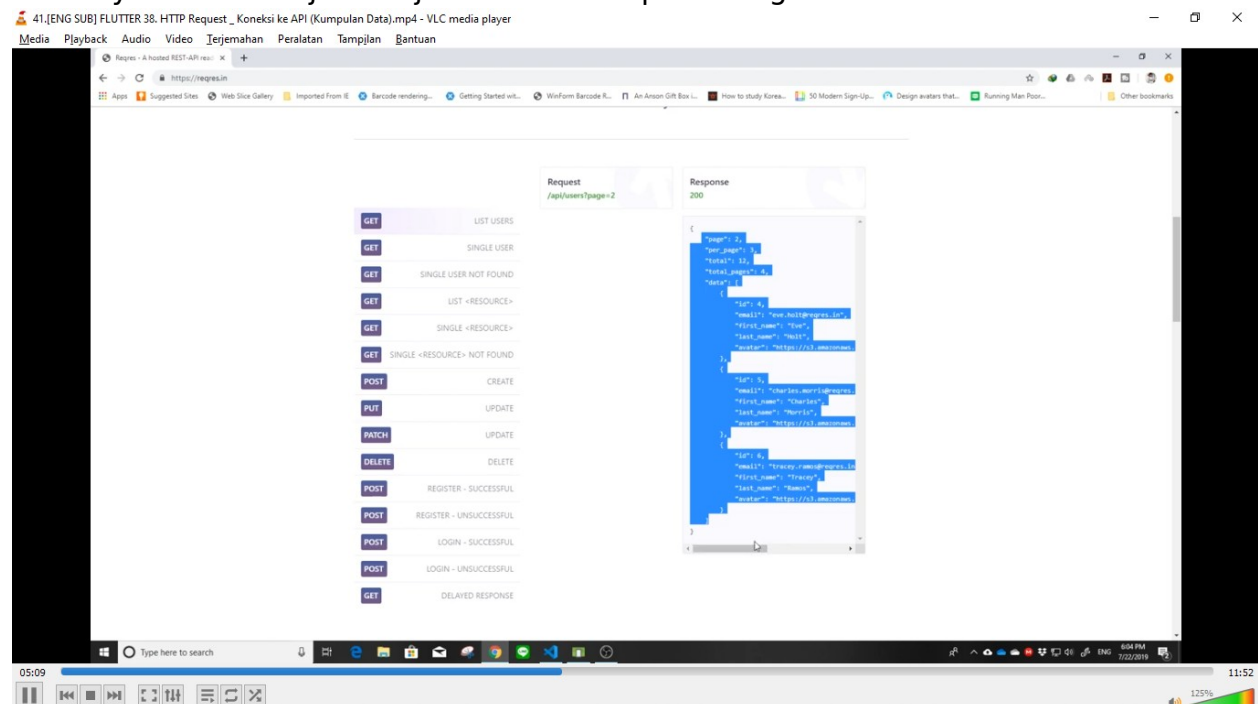 41.[ENG SUB] FLUTTER 38. HTTP Request _ Koneksi ke API (Kumpulan Data).mp4 - VLC media player
Media Playback Audio Video Terjemahan Peralatan Tampilan Bantuan
Reqres - A hosted REST-API
https://reqres.in
Apps Suggested Sites Web Slice Gallery Imported From IE Barcode rendering... Getting Started wit... WinForm Barcode R... An Anson Gift Box i... How to study Korea... 50 Modern Sign-Up... Design avatars that... Running Man Poor... Other bookmarks
Request
/api/users?page=2
Response
200
GET LIST USERS
GET SINGLE USER
GET SINGLE USER NOT FOUND
GET LIST <RESOURCE>
GET SINGLE <RESOURCE>
GET SINGLE <RESOURCE> NOT FOUND
POST CREATE
PUT UPDATE
PATCH UPDATE
DELETE DELETE
POST REGISTER - SUCCESSFUL
POST REGISTER - UNSUCCESSFUL
POST LOGIN - SUCCESSFUL
POST LOGIN - UNSUCCESSFUL
GET DELAYED RESPONSE
{
"page": 2,
"per_page": 3,
"total": 12,
"total_pages": 4,
"data": [
{
"id": 4,
"email": "eve.holt@reqres.in",
"first_name": "Eve",
"last_name": "Holt",
"avatar": "https://s3.amazonaws.
},
{
"id": 5,
"email": "charles.morris@reqres.
"first_name": "Charles",
"last_name": "Morris",
"avatar": "https://s3.amazonaws.
},
{
"id": 6,
"email": "tracey.ramos@reqres.in
"first_name": "Tracey",
"last_name": "Ramos",
"avatar": "https://s3.amazonaws.
}
]
}
Type here to search
ENG
6:04 PM
7/22/2019
05:09
11:52
125%